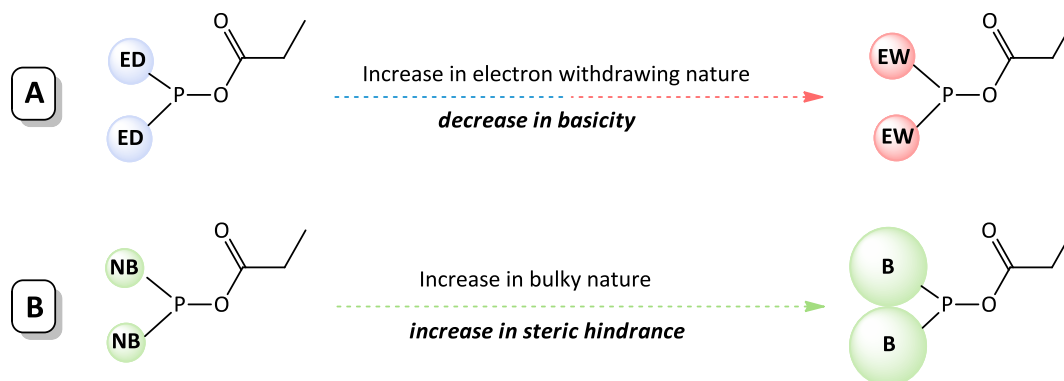 O
ED
Increase in electron withdrawing nature
EW
A
P
O
decrease in basicity
P
O
ED
EW
O
O
NB
Increase in bulky nature
B
B
P
O
increase in steric hindrance
P
O
NB
B
O